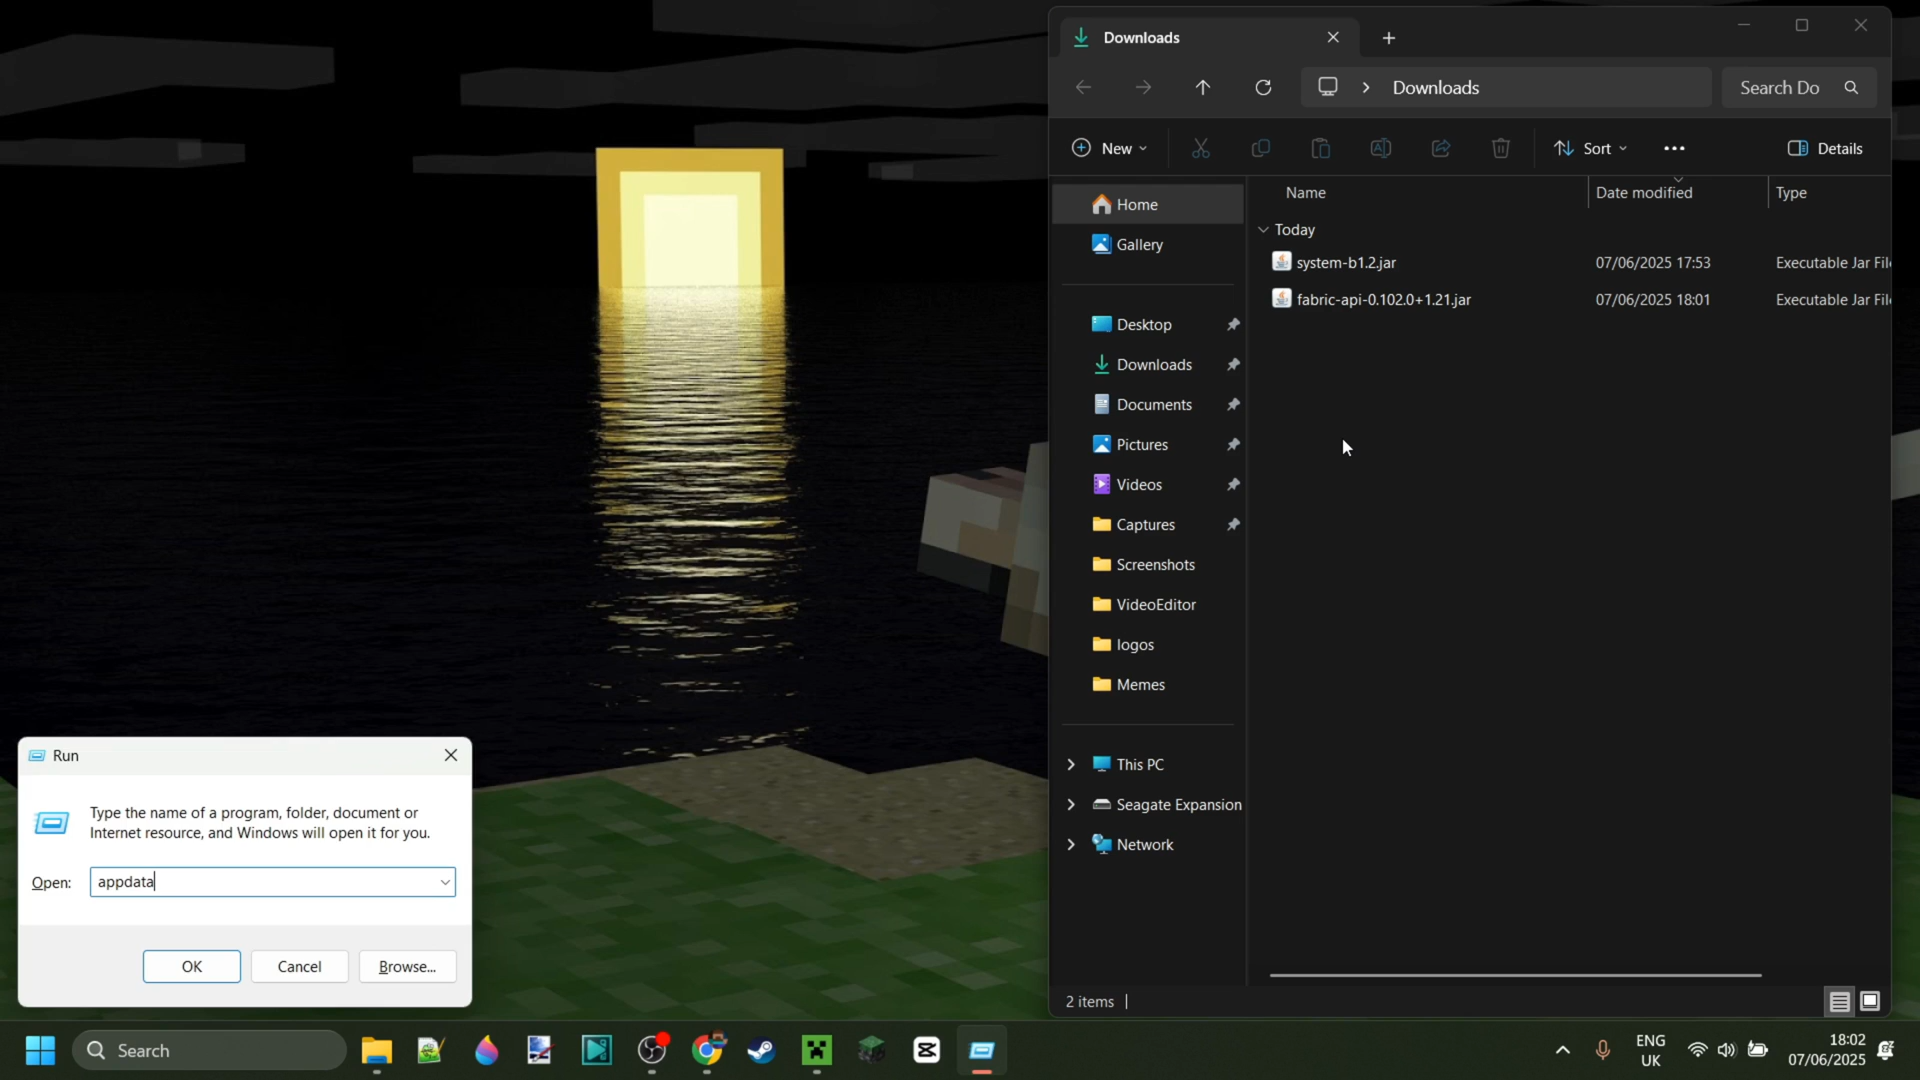 Downloads
Downloads
Search Do
New
Sort
Details
Home
Gallery
Desktop
Downloads
Documents
Pictures
Videos
Captures
Screenshots
VideoEditor
logos
Memes
This PC
Seagate Expansion
Network
Name
Date modified
Type
Today
system-b1.2.jar
07/06/2025 17:53
Executable Jar Fil
fabric-api-0.102.0+1.21.jar
07/06/2025 18:01
Executable Jar Fil
2 items
Run
Type the name of a program, folder, document or
Internet resource, and Windows will open it for you.
Open:
appdata
OK
Cancel
Browse...
Search
ENG
UK
18:02
07/06/2025